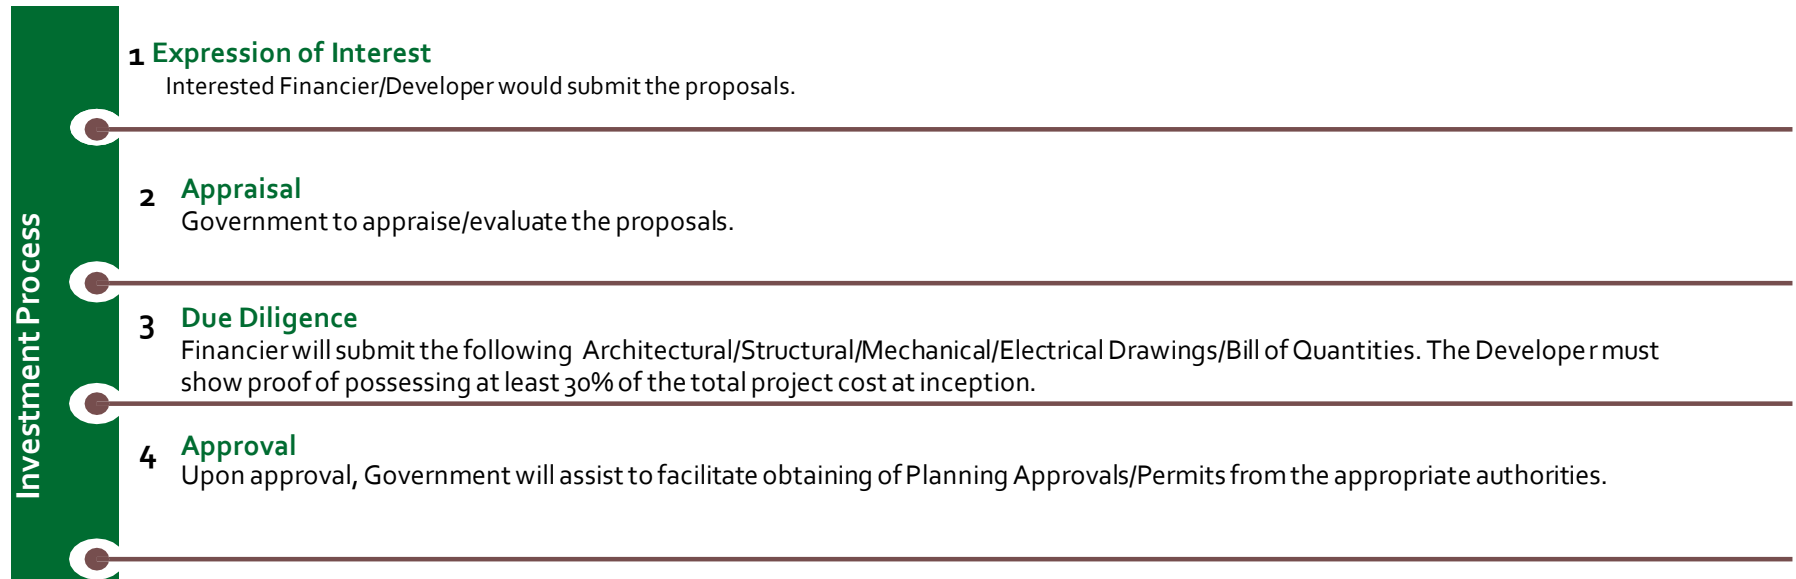 Investment Process
1 Expression of Interest
Interested Financier/Developer would submit the proposals.
2 Appraisal
Government to appraise/evaluate the proposals.
3 Due Diligence
Financier will submit the following Architectural/Structural/Mechanical/Electrical Drawings/Bill of Quantities. The Developer must
show proof of possessing at least 30% of the total project cost at inception.
4 Approval
Upon approval, Government will assist to facilitate obtaining of Planning Approvals/Permits from the appropriate authorities.